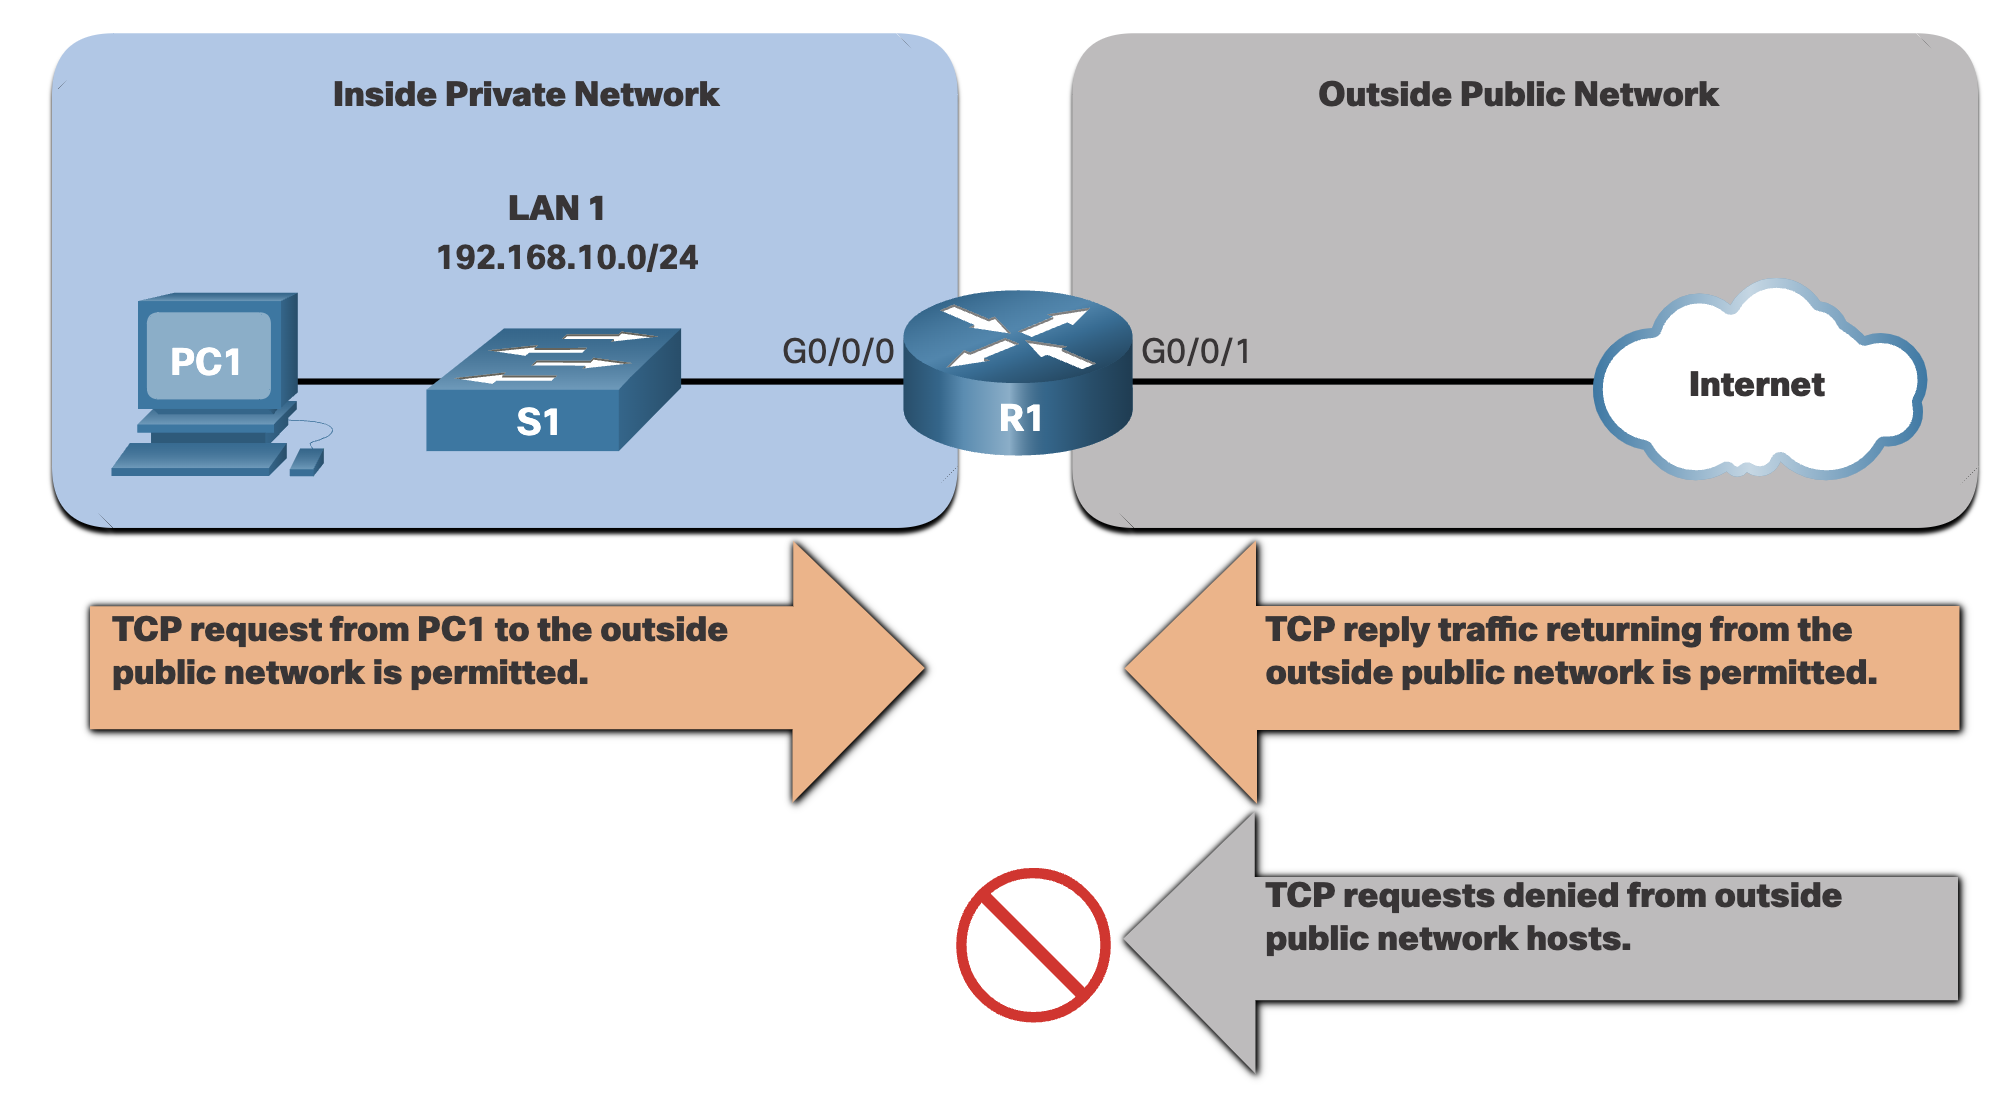 Inside Private Network
Outside Public Network
LAN 1
192.168.10.0/24
PC1
S1
G0/0/0
R1
G0/0/1
Internet
TCP request from PC1 to the outside
public network is permitted.
TCP reply traffic returning from the
outside public network is permitted.
TCP requests denied from outside
public network hosts.